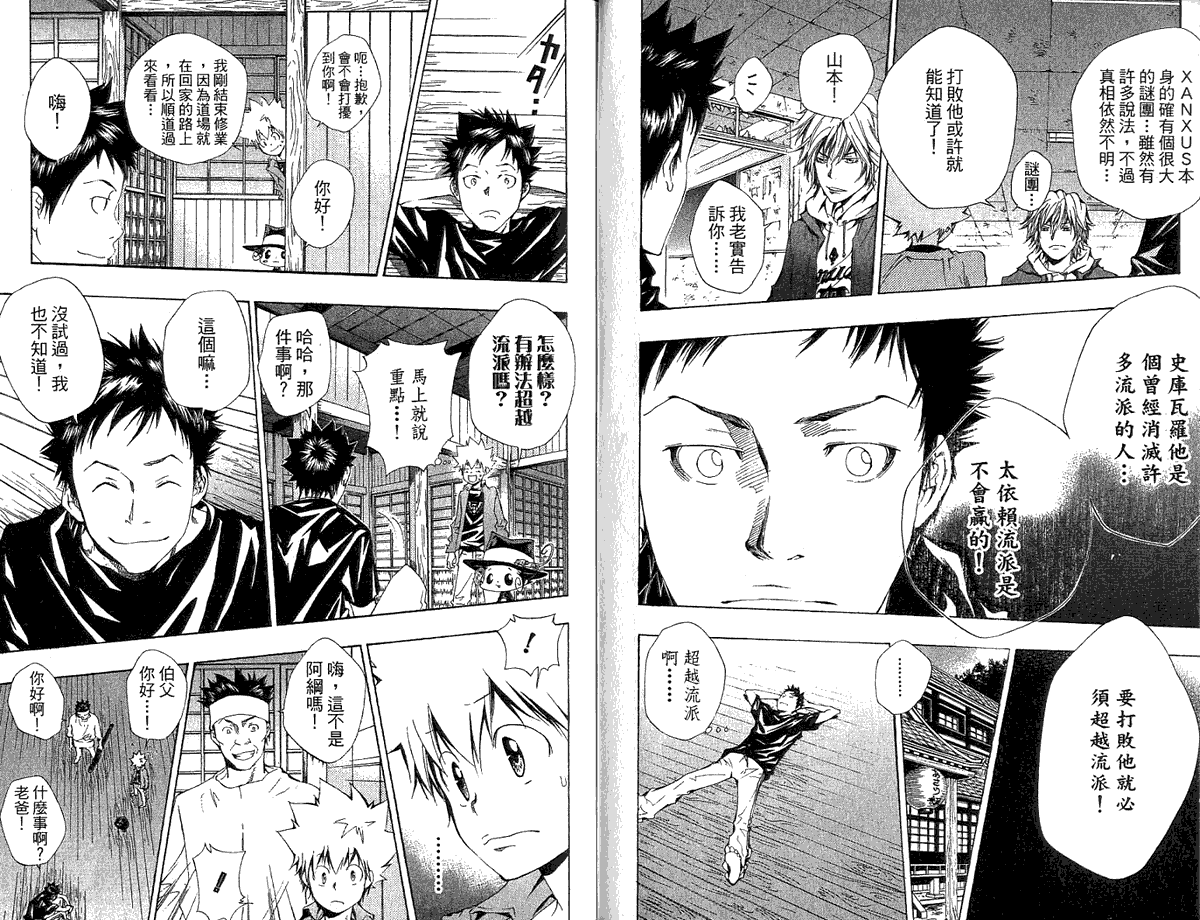 XANXUS本
身的確有個很大
的謎團…雖然有
許多說法，不過
真相依然不明…
謎團…
打敗他或許就
能知道了！
山本！
我老實告
訴你……
史庫瓦羅他是
個曾經消滅許
多流派的人…
太依賴流派是
不會贏的！
要打敗他就必
須超越流派！
………
超越流派
啊………
カタ…
呃…抱歉，
會不會打擾
到你啊！
我剛結束修業
，因為道場就
在回家的路上
，所以順道過
來看看…
你好！
嗨！
怎麼樣？
有辦法超越
流派嗎？
馬上就說
重點……！
哈哈，那
件事啊？
這個嘛…
沒試過，我
也不知道！
！
………
嗨，這不是
阿綱嗎！
！
伯父
你好…！
你好啊！
什麼事啊？
老爸！